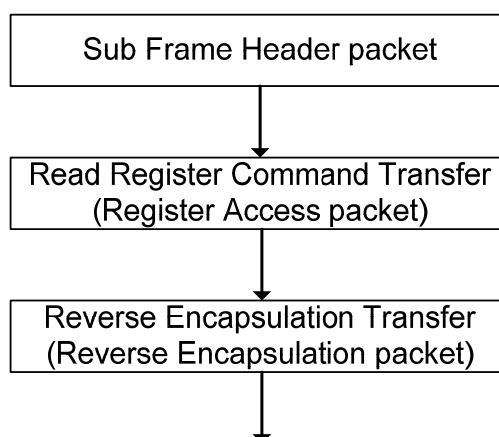 Sub Frame Header packet
Read Register Command Transfer
(Register Access packet)
Reverse Encapsulation Transfer
(Reverse Encapsulation packet)